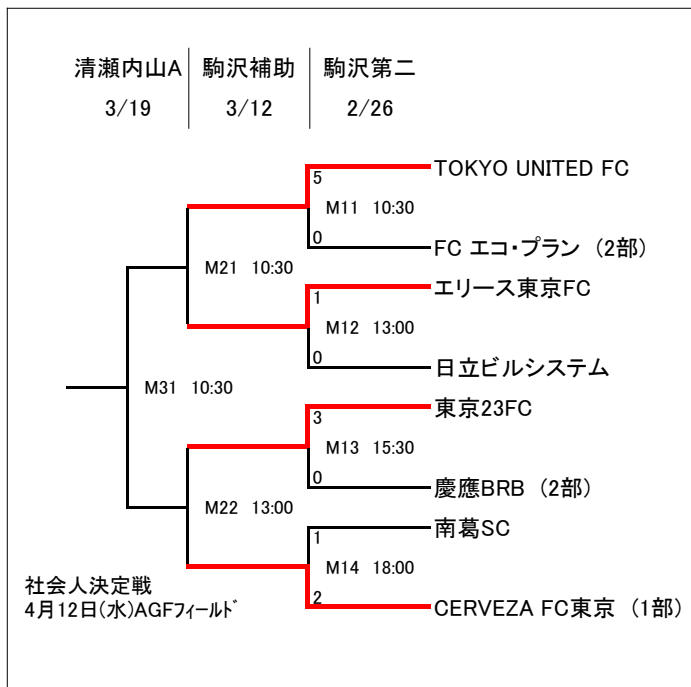 清瀬内山A 駒沢補助 駒沢第二
3/19 3/12 2/26
TOKYO UNITED FC
5
M11 10:30
0
FC エコ・プラン (2部)
M21 10:30
エリース東京FC
1
M12 13:00
0
日立ビルシステム
M31 10:30
東京23FC
3
M13 15:30
0
慶應BRB (2部)
M22 13:00
南葛SC
1
M14 18:00
2
CERVEZA FC東京 (1部)
社会人決定戦
4月12日(水)AGFフィールド